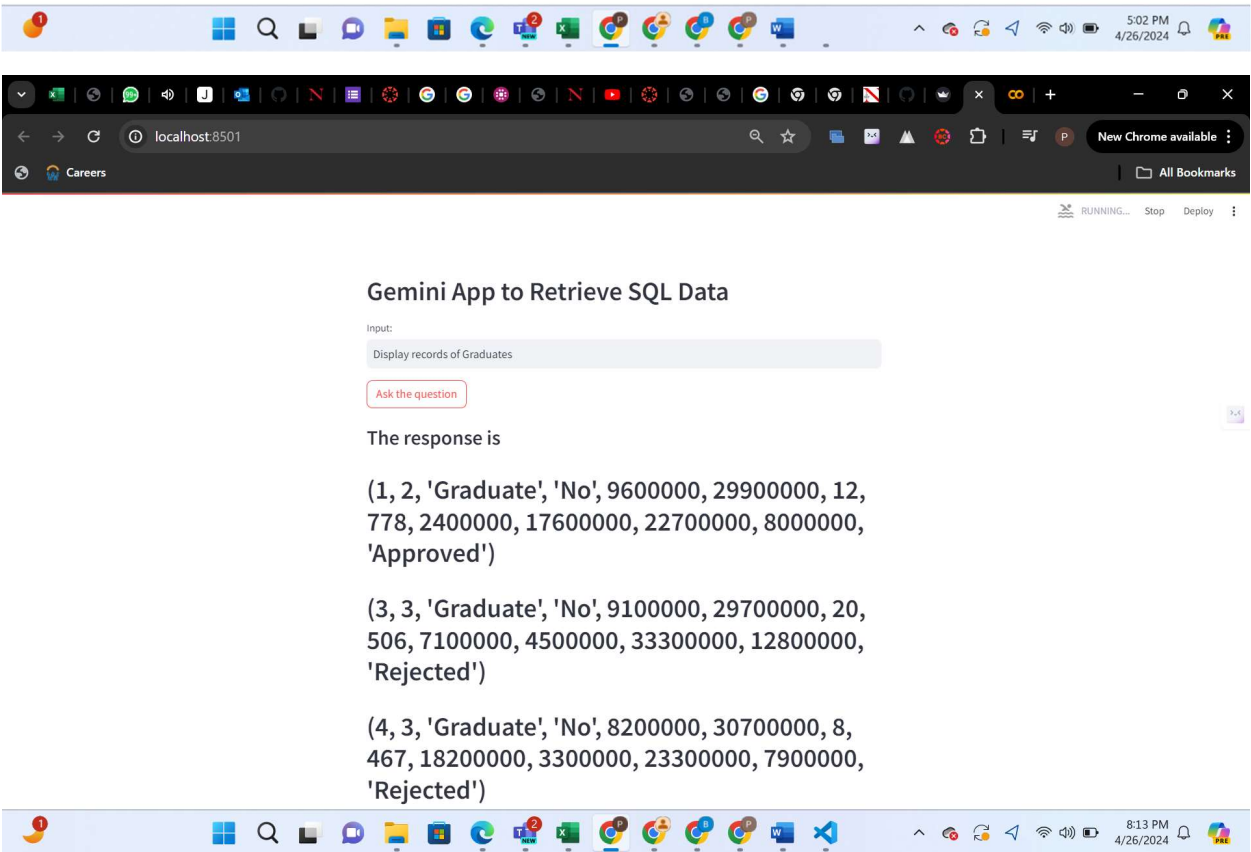 5:02 PM
4/26/2024
localhost:8501
New Chrome available
Careers
All Bookmarks
RUNNING... Stop Deploy
Gemini App to Retrieve SQL Data
Input:
Display records of Graduates
Ask the question
The response is
(1, 2, 'Graduate', 'No', 9600000, 29900000, 12,
778, 2400000, 17600000, 22700000, 8000000,
'Approved')
(3, 3, 'Graduate', 'No', 9100000, 29700000, 20,
506, 7100000, 4500000, 33300000, 12800000,
'Rejected')
(4, 3, 'Graduate', 'No', 8200000, 30700000, 8,
467, 18200000, 3300000, 23300000, 7900000,
'Rejected')
8:13 PM
4/26/2024